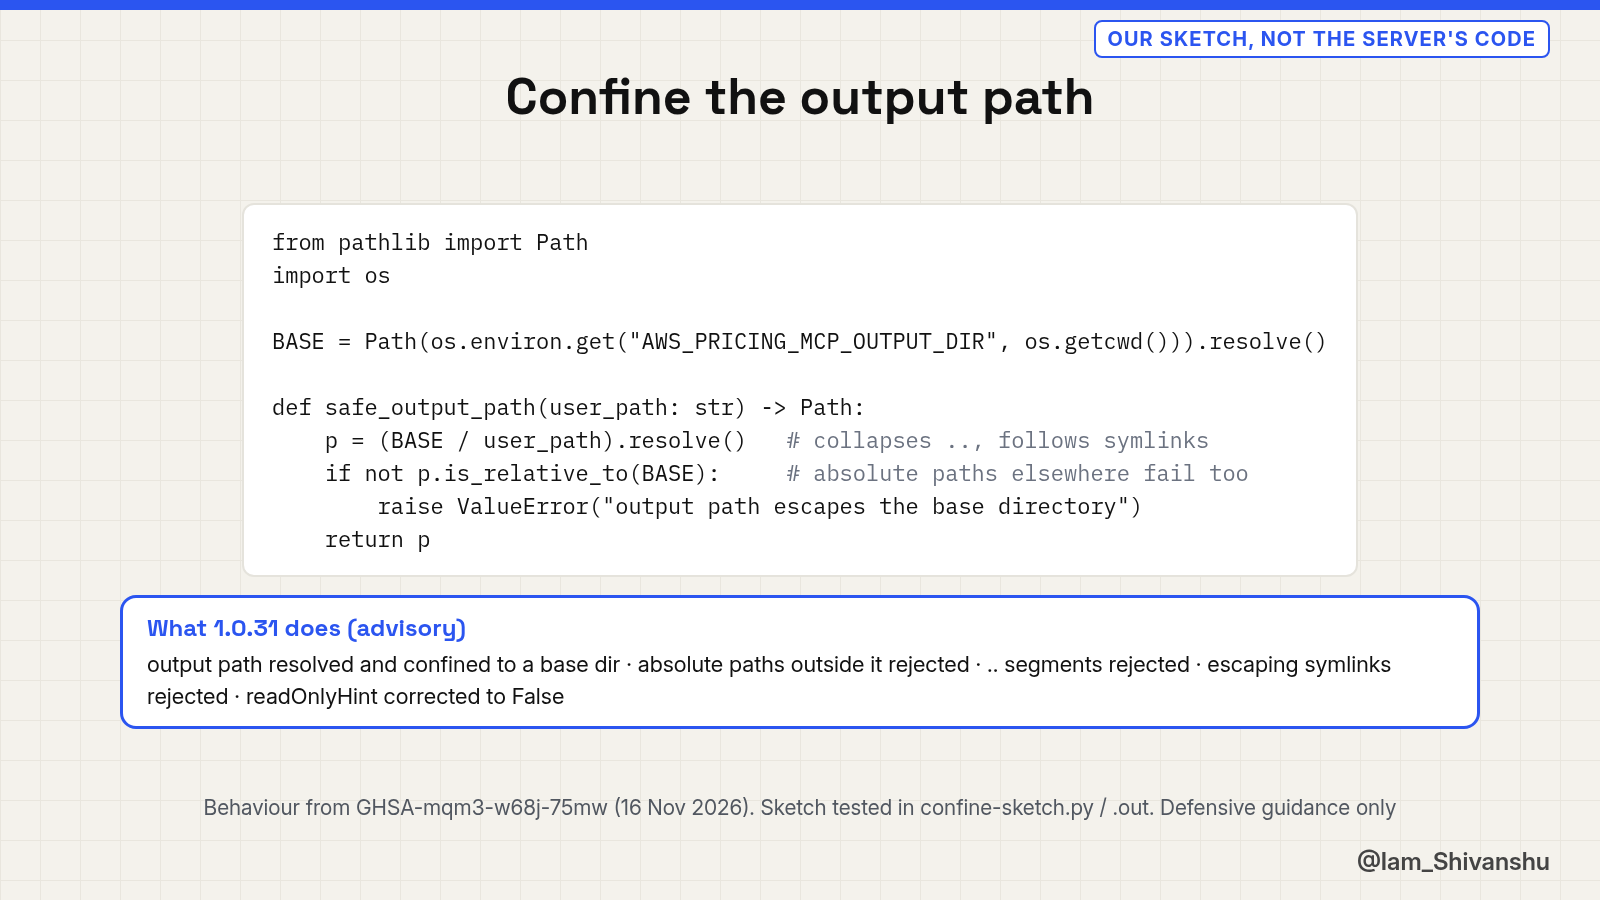 OUR SKETCH, NOT THE SERVER'S CODE
Confine the output path
from pathlib import Path
import os
BASE = Path(os.environ.get("AWS_PRICING_MCP_OUTPUT_DIR", os.getcwd())).resolve()
def safe_output_path(user_path: str) -> Path:
    p = (BASE / user_path).resolve()   # collapses .., follows symlinks
    if not p.is_relative_to(BASE):     # absolute paths elsewhere fail too
        raise ValueError("output path escapes the base directory")
    return p
What 1.0.31 does (advisory)
output path resolved and confined to a base dir · absolute paths outside it rejected · .. segments rejected · escaping symlinks
rejected · readOnlyHint corrected to False
Behaviour from GHSA-mqm3-w68j-75mw (16 Nov 2026). Sketch tested in confine-sketch.py / .out. Defensive guidance only
@Iam_Shivanshu